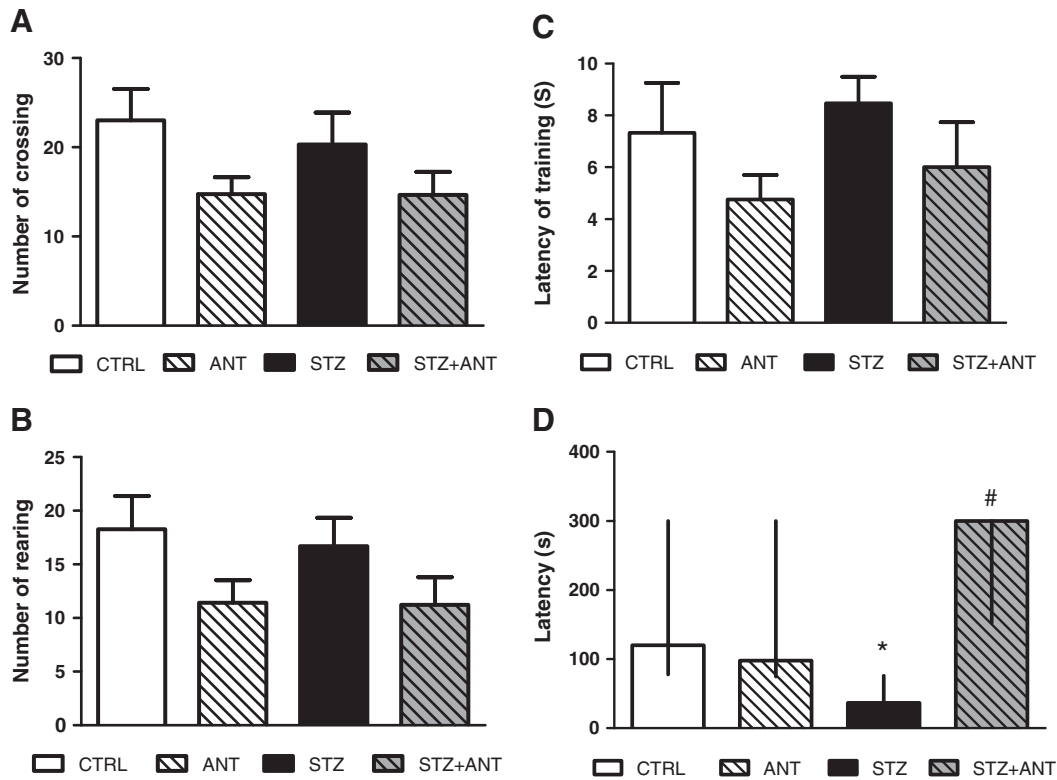 A
Number of crossing
30
20
10
0
CTRL ANT STZ STZ+ANT
C
Latency of training (S)
10
8
6
4
2
0
CTRL ANT STZ STZ+ANT
B
Number of rearing
25
20
15
10
5
0
CTRL ANT STZ STZ+ANT
D
Latency (s)
400
300
200
100
0
*
#
CTRL ANT STZ STZ+ANT